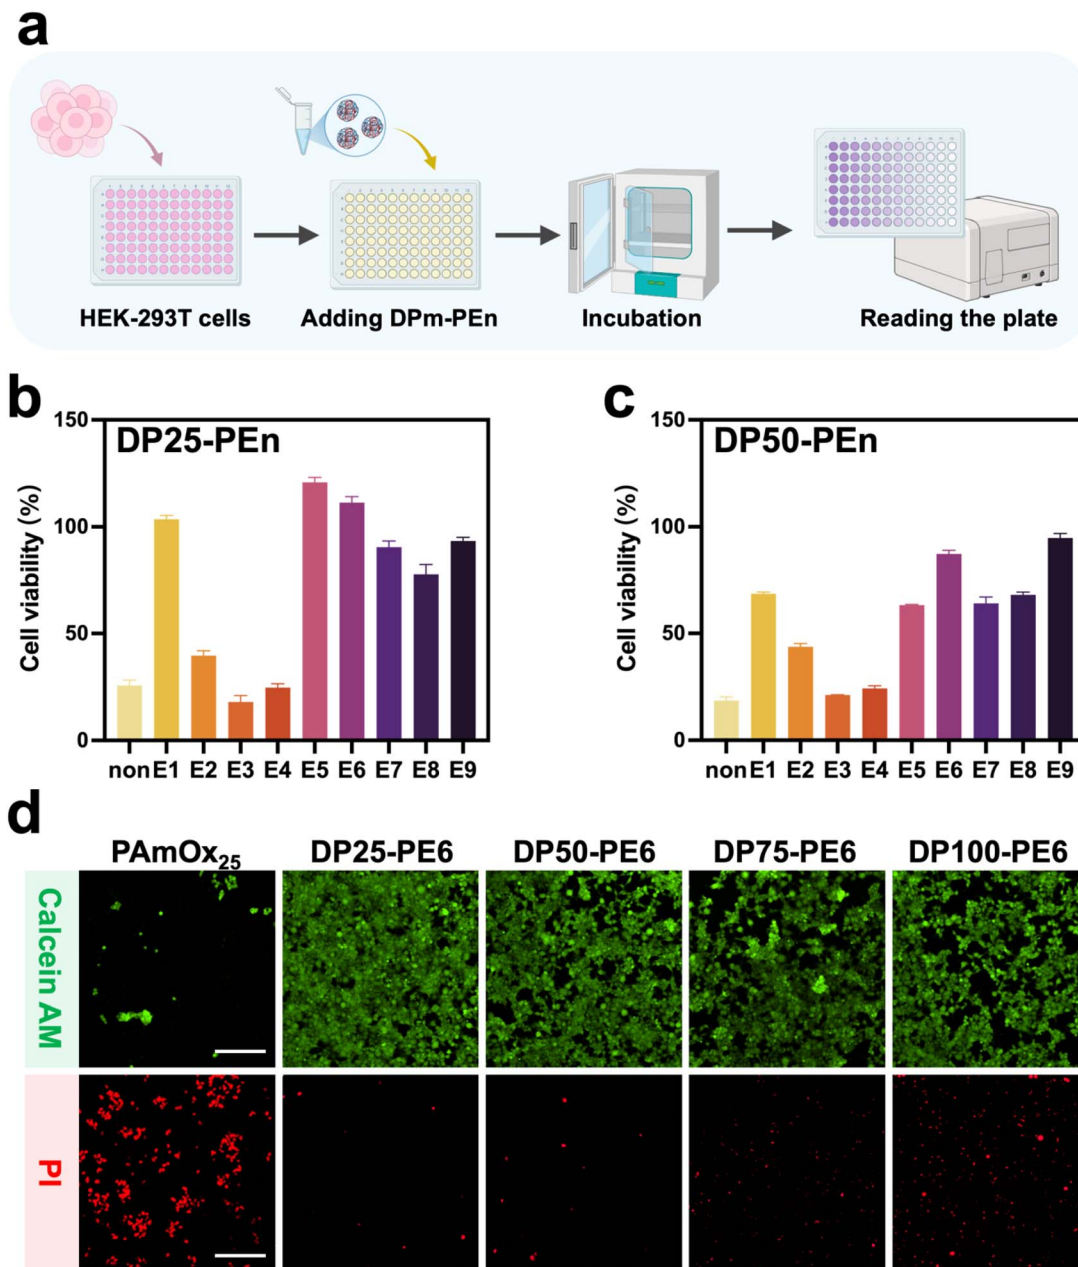 a
HEK-293T cells
Adding DPm-PEn
Incubation
Reading the plate
b
DP25-PEn
Cell viability (%)
150
100
50
0
non E1 E2 E3 E4 E5 E6 E7 E8 E9
c
DP50-PEn
Cell viability (%)
150
100
50
0
non E1 E2 E3 E4 E5 E6 E7 E8 E9
d
PAmOx₂₅ DP25-PE6 DP50-PE6 DP75-PE6 DP100-PE6
Calcein AM
PI